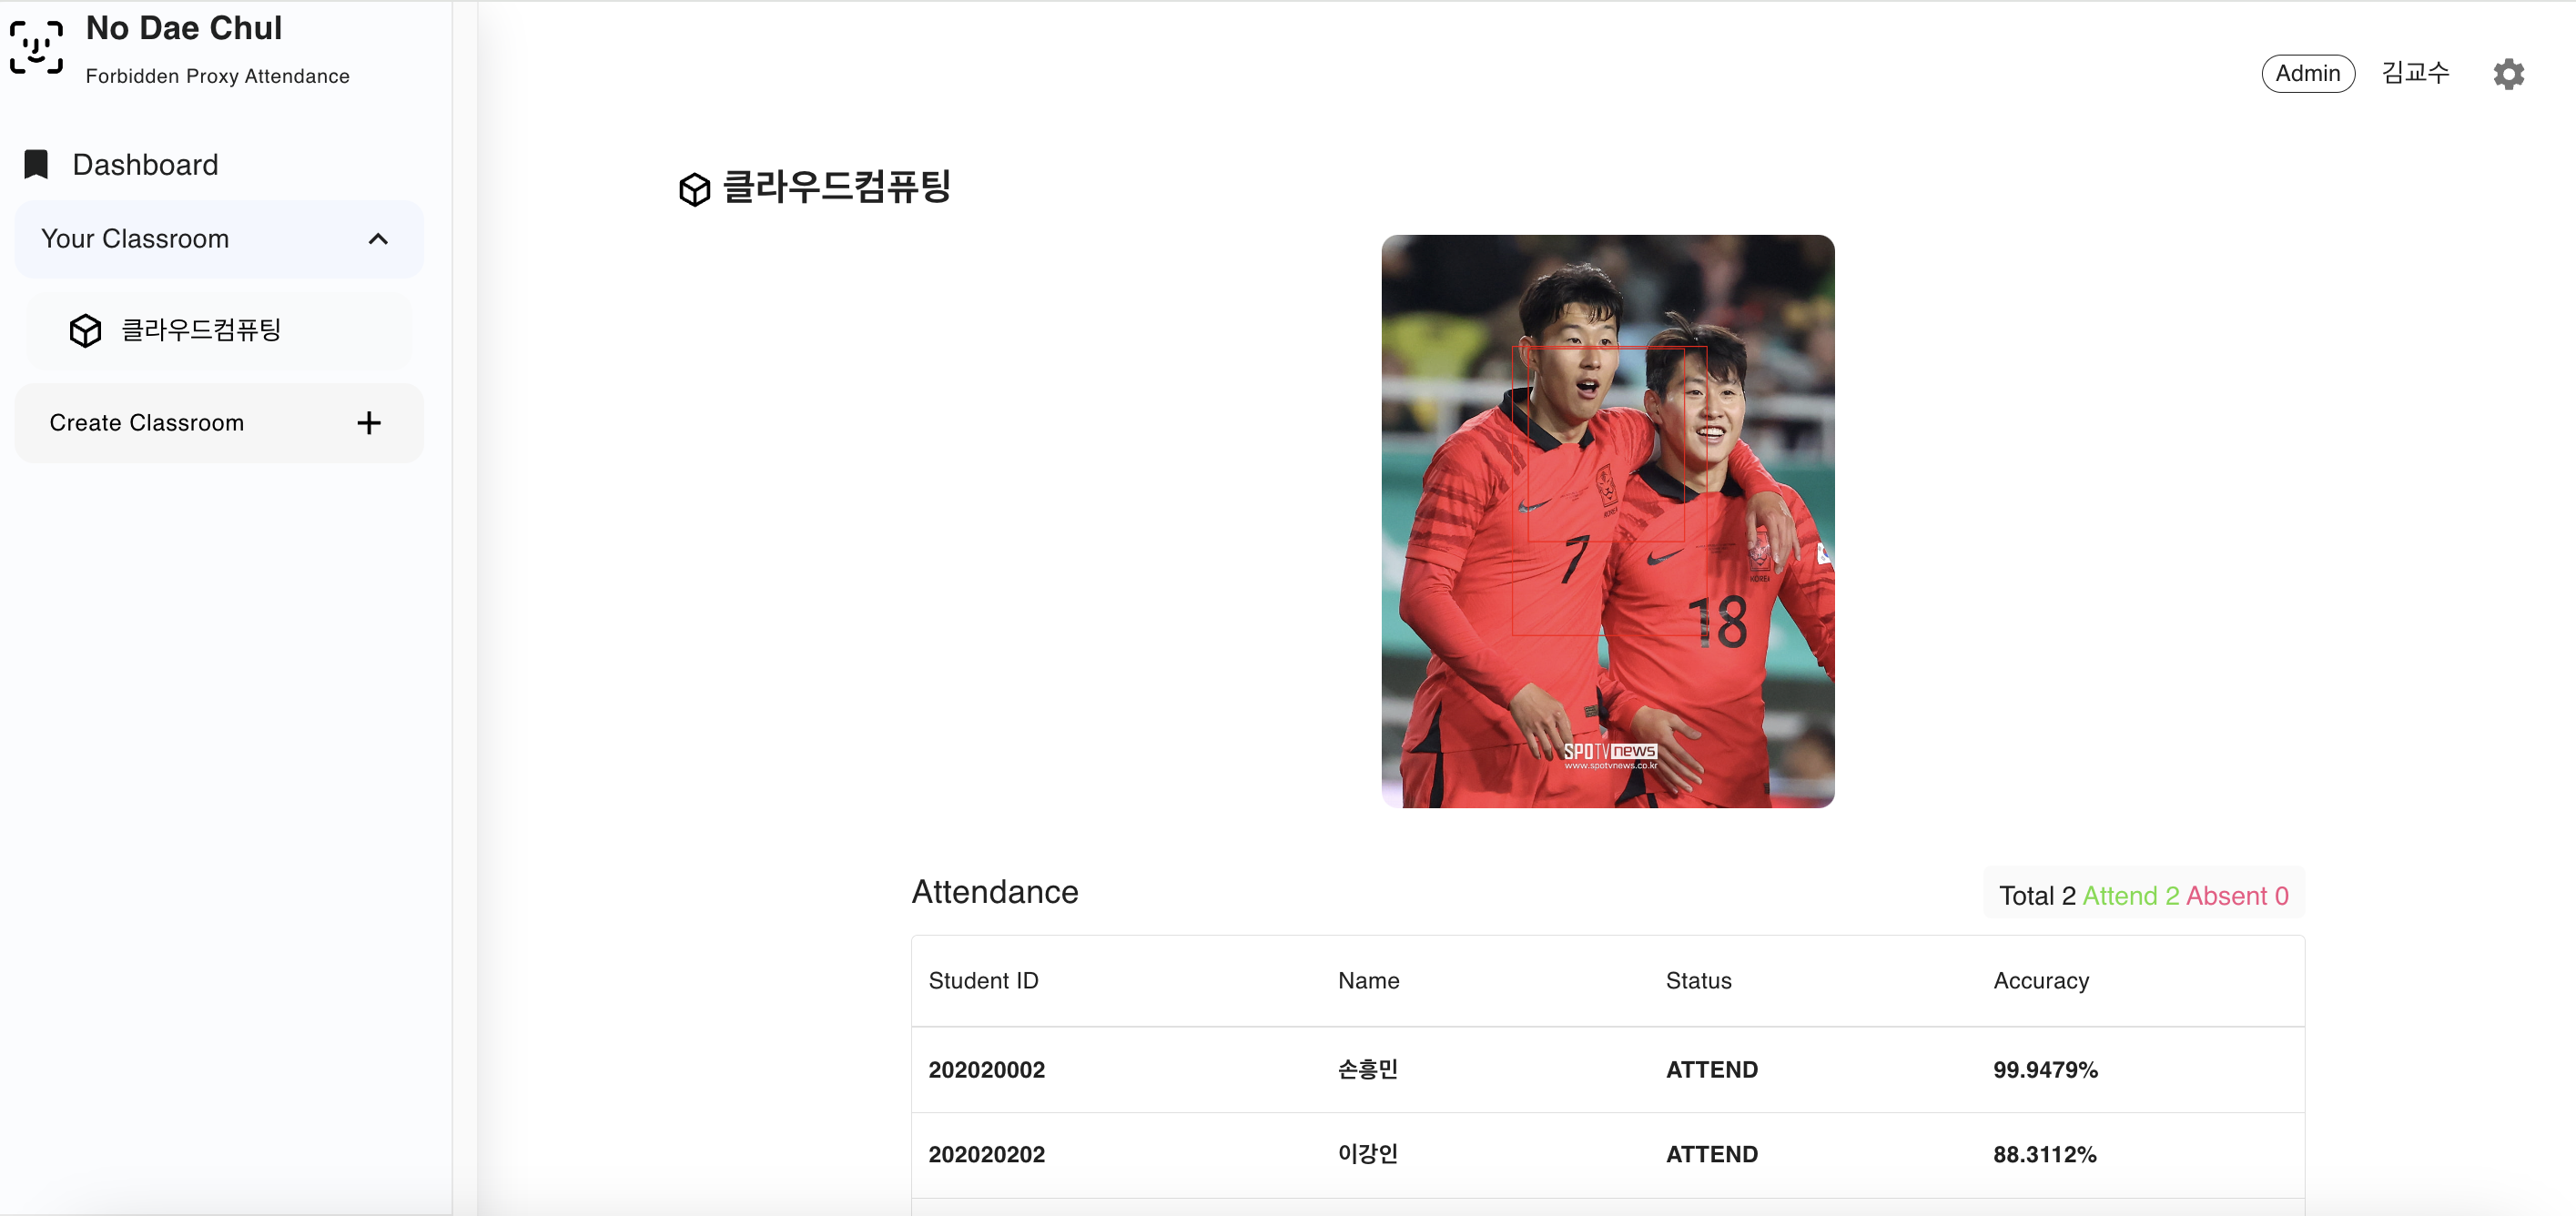 No Dae Chul
Forbidden Proxy Attendance
Admin 김교수
Dashboard
Your Classroom
클라우드컴퓨팅
Create Classroom
클라우드컴퓨팅
7
KOREA
18
SPOTV news
www.spotvnews.co.kr
Attendance
Total 2 Attend 2 Absent 0
Student ID Name Status Accuracy
202020002 손흥민 ATTEND 99.9479%
202020202 이강인 ATTEND 88.3112%